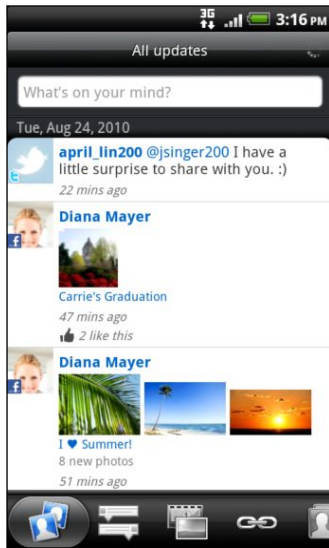 3G 3:16 PM
All updates
What's on your mind?
Tue, Aug 24, 2010
april_lin200 @jsinger200 I have a
little surprise to share with you. :)
22 mins ago
Diana Mayer
Carrie's Graduation
47 mins ago
2 like this
Diana Mayer
I ♥ Summer!
8 new photos
51 mins ago